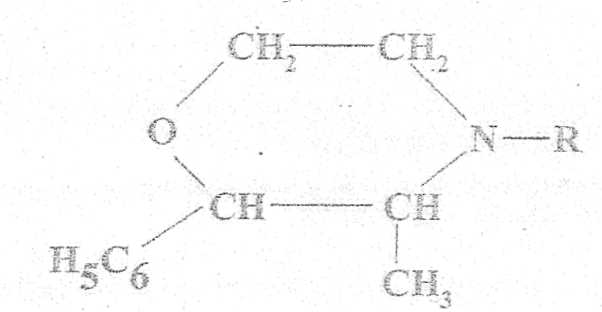 CH₂ CH₂
O N R
CH CH
H₅C₆
CH₃